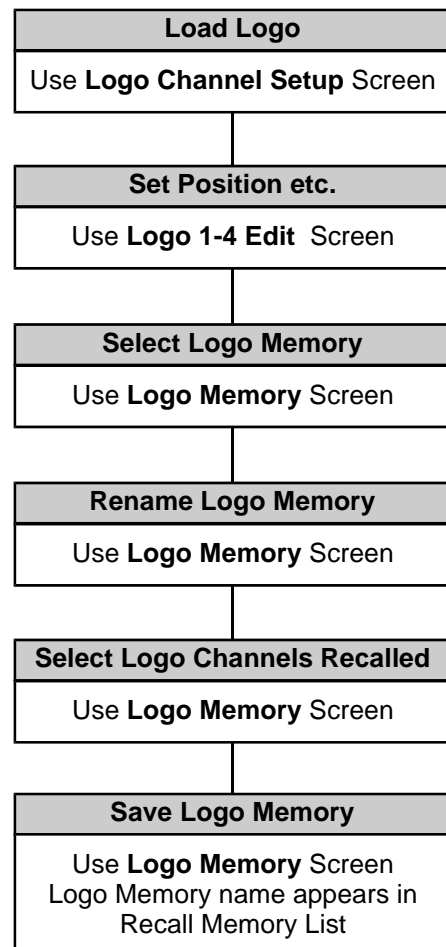 Load Logo
Use Logo Channel Setup Screen
Set Position etc.
Use Logo 1-4 Edit Screen
Select Logo Memory
Use Logo Memory Screen
Rename Logo Memory
Use Logo Memory Screen
Select Logo Channels Recalled
Use Logo Memory Screen
Save Logo Memory
Use Logo Memory Screen
Logo Memory name appears in
Recall Memory List